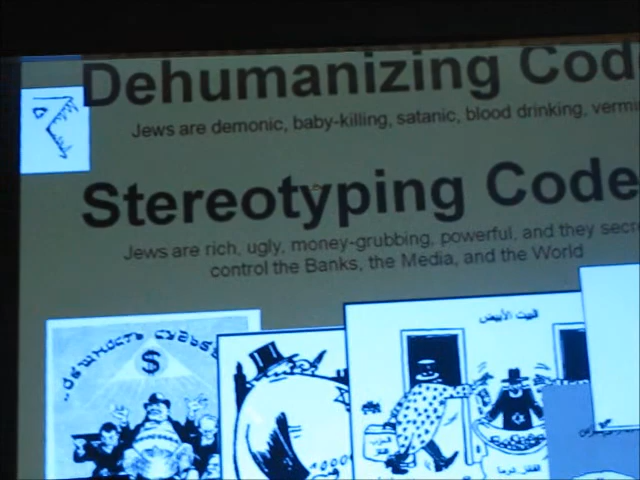 Dehumanizing Cod
Jews are demonic, baby-killing, satanic, blood drinking, vermi
Stereotyping Code
Jews are rich, ugly, money-grubbing, powerful, and they secre
control the Banks, the Media, and the World
$
البيت الأبيض